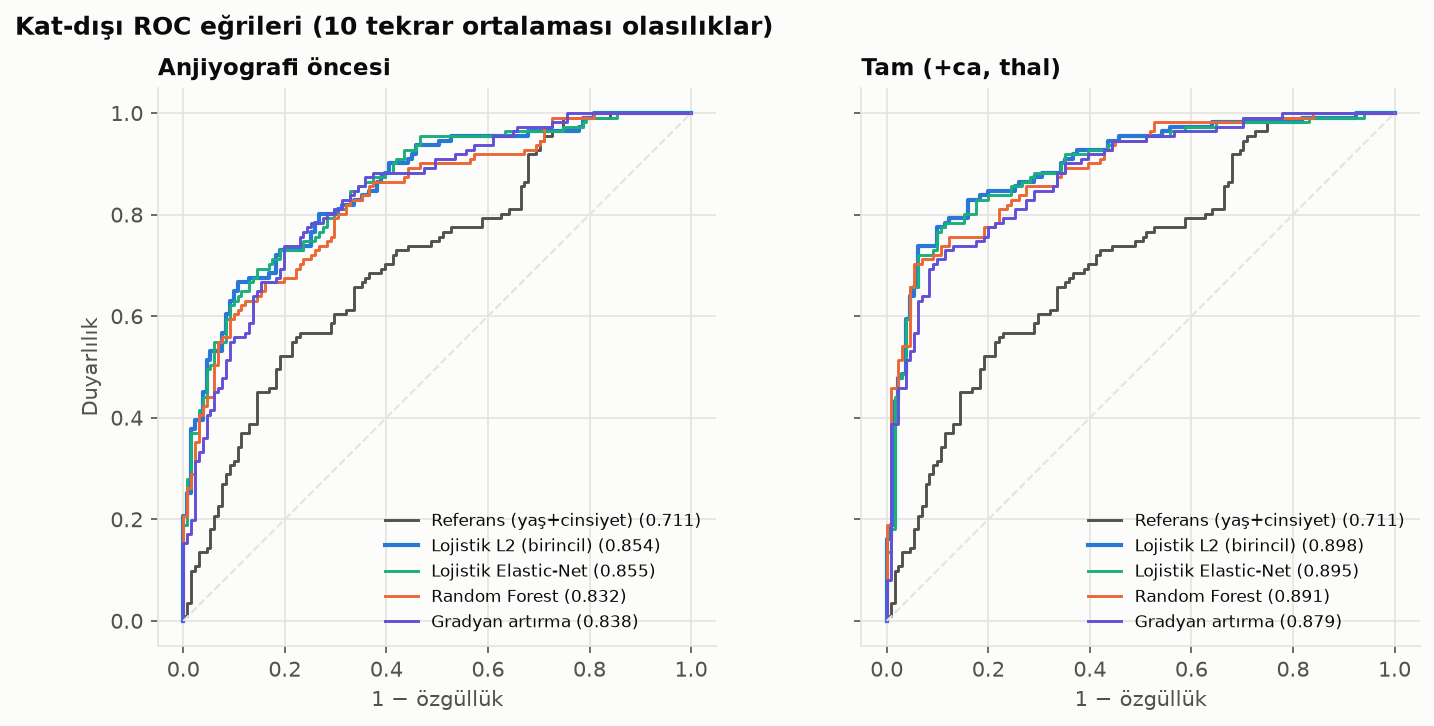 Kat-dışı ROC eğrileri (10 tekrar ortalaması olasılıklar)
Anjiyografi öncesi
1.0
0.8
0.6
0.4
0.2
0.0
Duyarlılık
Referans (yaş+cinsiyet) (0.711)
Lojistik L2 (birincil) (0.854)
Lojistik Elastic-Net (0.855)
Random Forest (0.832)
Gradyan artırma (0.838)
0.0 0.2 0.4 0.6 0.8 1.0
1 − özgüllük
Tam (+ca, thal)
Referans (yaş+cinsiyet) (0.711)
Lojistik L2 (birincil) (0.898)
Lojistik Elastic-Net (0.895)
Random Forest (0.891)
Gradyan artırma (0.879)
0.0 0.2 0.4 0.6 0.8 1.0
1 − özgüllük